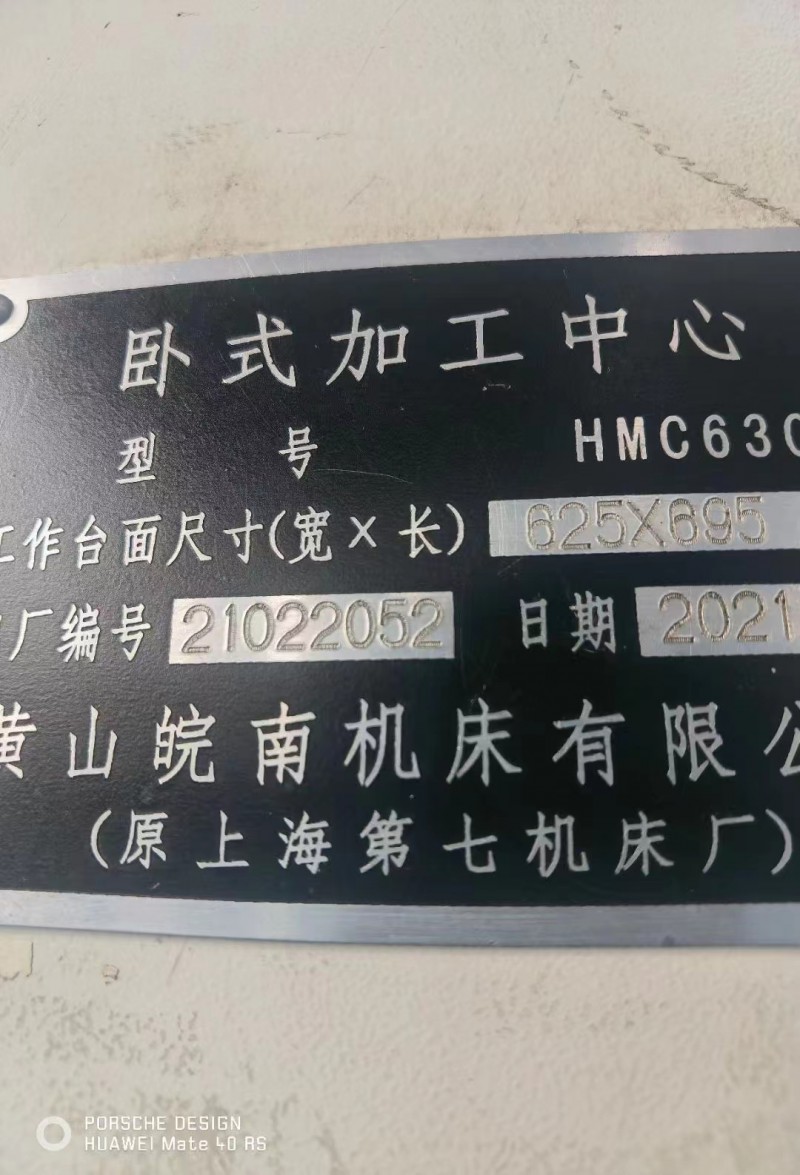 卧式加工中心
型号 HMC630
工作台面尺寸(宽×长) 625X695
厂编号 21022052 日期 2021
黄山皖南机床有限公
(原上海第七机床厂)
PORSCHE DESIGN
HUAWEI Mate 40 RS